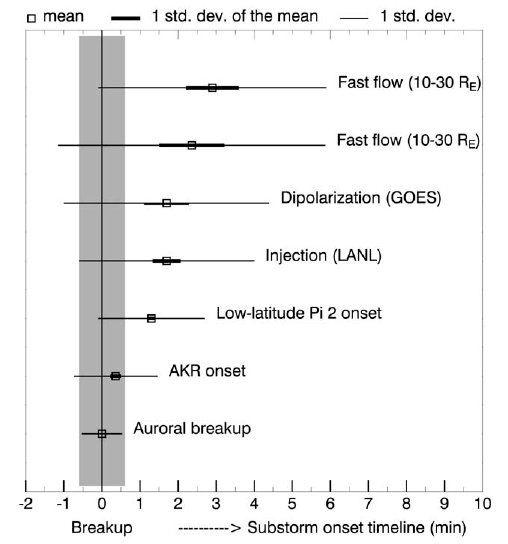 mean 1 std. dev. of the mean 1 std. dev.
Fast flow (10-30 RE)
Fast flow (10-30 RE)
Dipolarization (GOES)
Injection (LANL)
Low-latitude Pi 2 onset
AKR onset
Auroral breakup
-2 -1 0 1 2 3 4 5 6 7 8 9 10
Breakup ----------> Substorm onset timeline (min)